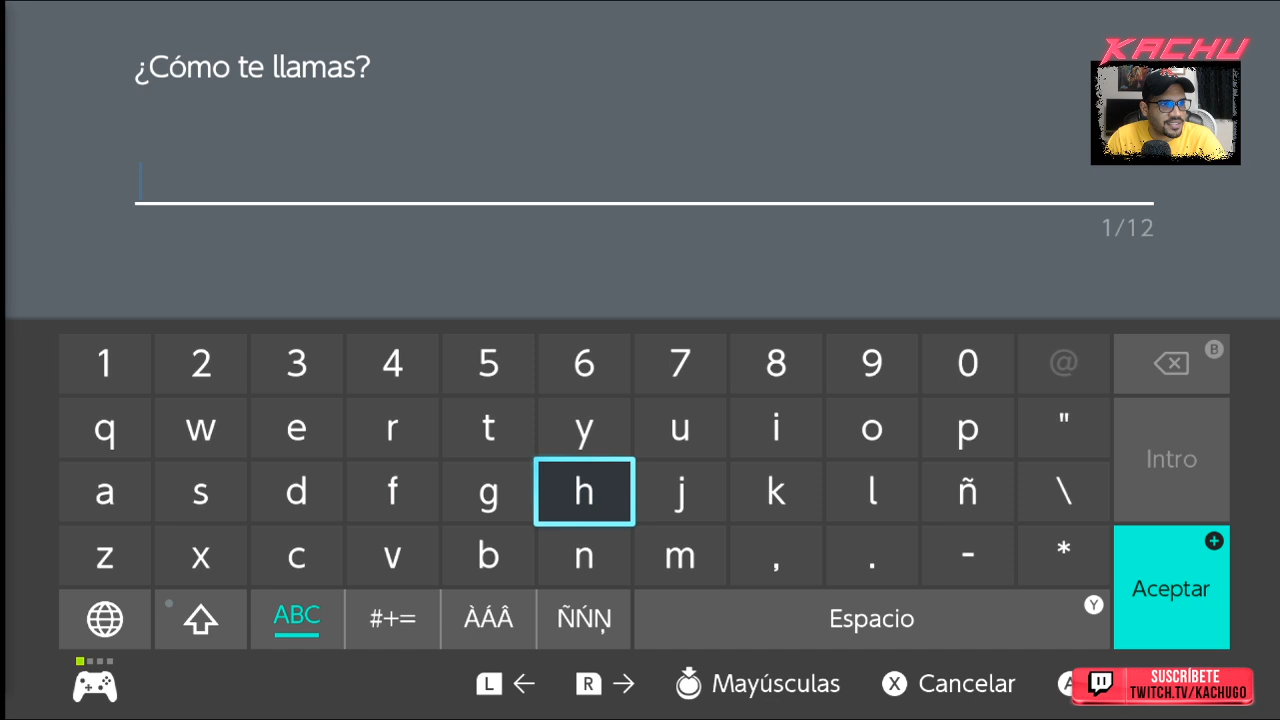 ¿Cómo te llamas?
KACHU
1/12
1 2 3 4 5 6 7 8 9 0 @ B
q w e r t y u i o p "
Intro
a s d f g h j k l ñ \
z x c v b n m , . - *
Aceptar
ABC #+= ÀÁÂ ÑŃŅ Espacio Y
L ← R → Mayúsculas X Cancelar A
SUSCRÍBETE
TWITCH.TV/KACHUGO